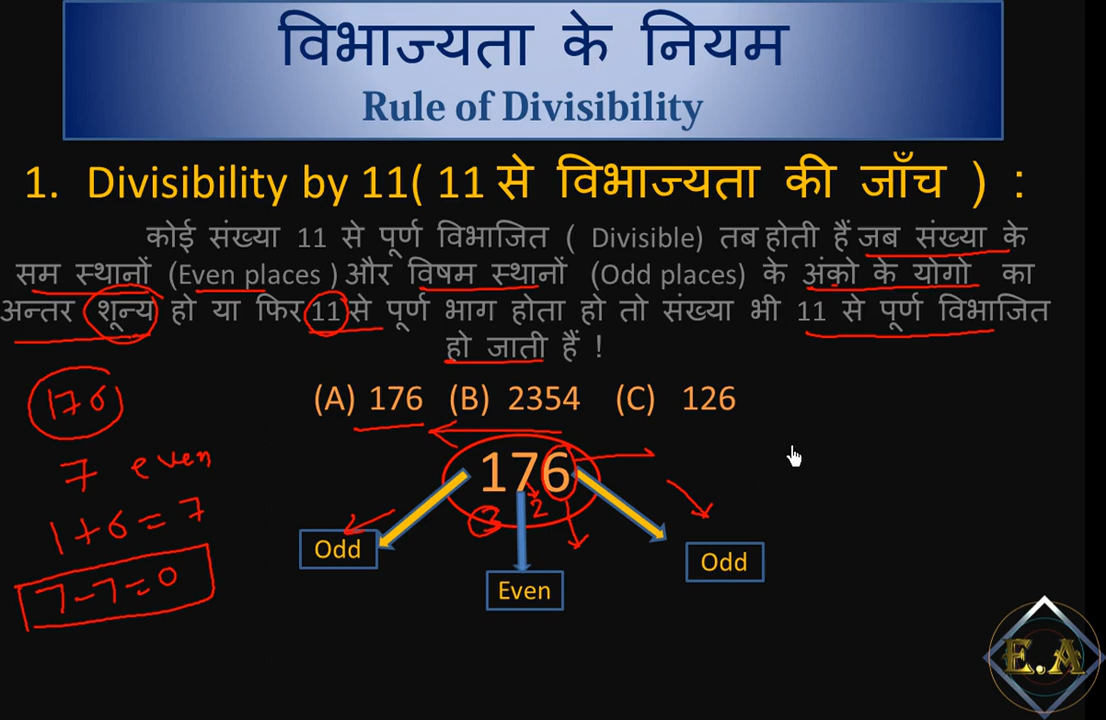 विभाज्यता के नियम
Rule of Divisibility
1. Divisibility by 11( 11 से विभाज्यता की जाँच ) :
कोई संख्या 11 से पूर्ण विभाजित ( Divisible) तब होती हैं जब संख्या के
सम स्थानों (Even places ) और विषम स्थानों (Odd places) के अंको के योगो का
अन्तर शून्य हो या फिर 11 से पूर्ण भाग होता हो तो संख्या भी 11 से पूर्ण विभाजित
हो जाती हैं !
(A) 176 (B) 2354 (C) 126
176
7 even
1+6=7
7-7=0
176
3 2
Odd
Even
Odd
E.A